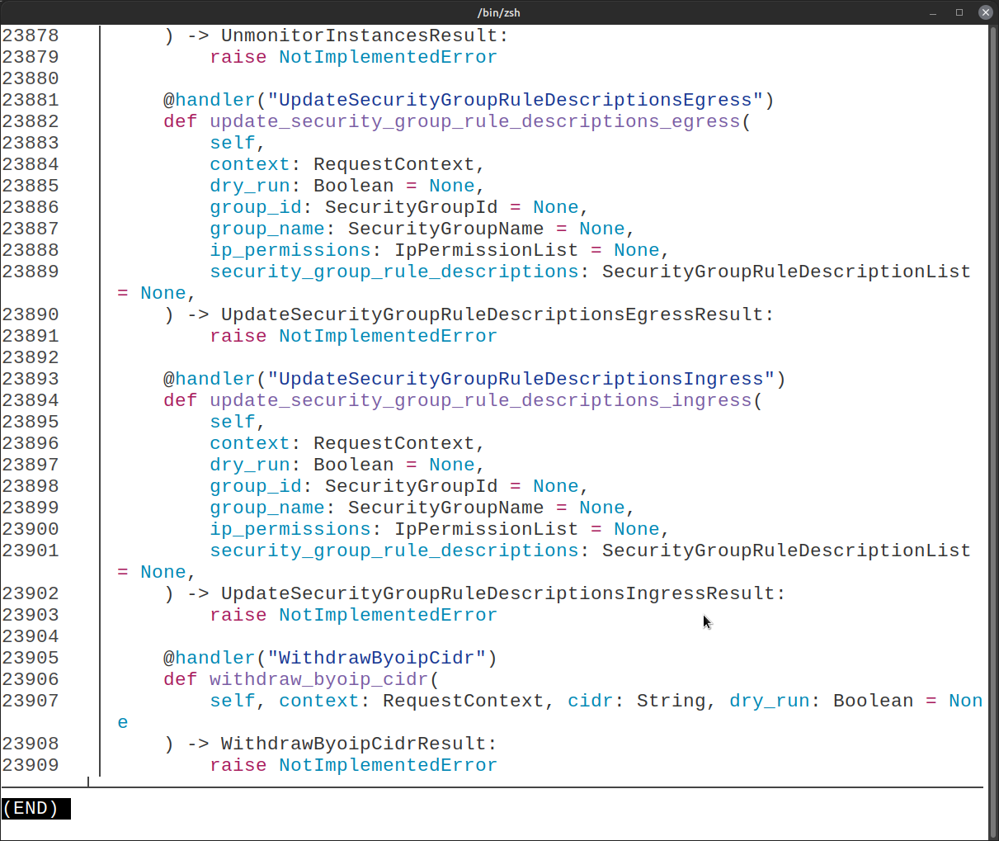 /bin/zsh
23878 ) -> UnmonitorInstancesResult:
23879 raise NotImplementedError
23880
23881 @handler("UpdateSecurityGroupRuleDescriptionsEgress")
23882 def update_security_group_rule_descriptions_egress(
23883 self,
23884 context: RequestContext,
23885 dry_run: Boolean = None,
23886 group_id: SecurityGroupId = None,
23887 group_name: SecurityGroupName = None,
23888 ip_permissions: IpPermissionList = None,
23889 security_group_rule_descriptions: SecurityGroupRuleDescriptionList
= None,
23890 ) -> UpdateSecurityGroupRuleDescriptionsEgressResult:
23891 raise NotImplementedError
23892
23893 @handler("UpdateSecurityGroupRuleDescriptionsIngress")
23894 def update_security_group_rule_descriptions_ingress(
23895 self,
23896 context: RequestContext,
23897 dry_run: Boolean = None,
23898 group_id: SecurityGroupId = None,
23899 group_name: SecurityGroupName = None,
23900 ip_permissions: IpPermissionList = None,
23901 security_group_rule_descriptions: SecurityGroupRuleDescriptionList
= None,
23902 ) -> UpdateSecurityGroupRuleDescriptionsIngressResult:
23903 raise NotImplementedError
23904
23905 @handler("WithdrawByoipCidr")
23906 def withdraw_byoip_cidr(
23907 self, context: RequestContext, cidr: String, dry_run: Boolean = Non
e
23908 ) -> WithdrawByoipCidrResult:
23909 raise NotImplementedError
(END)